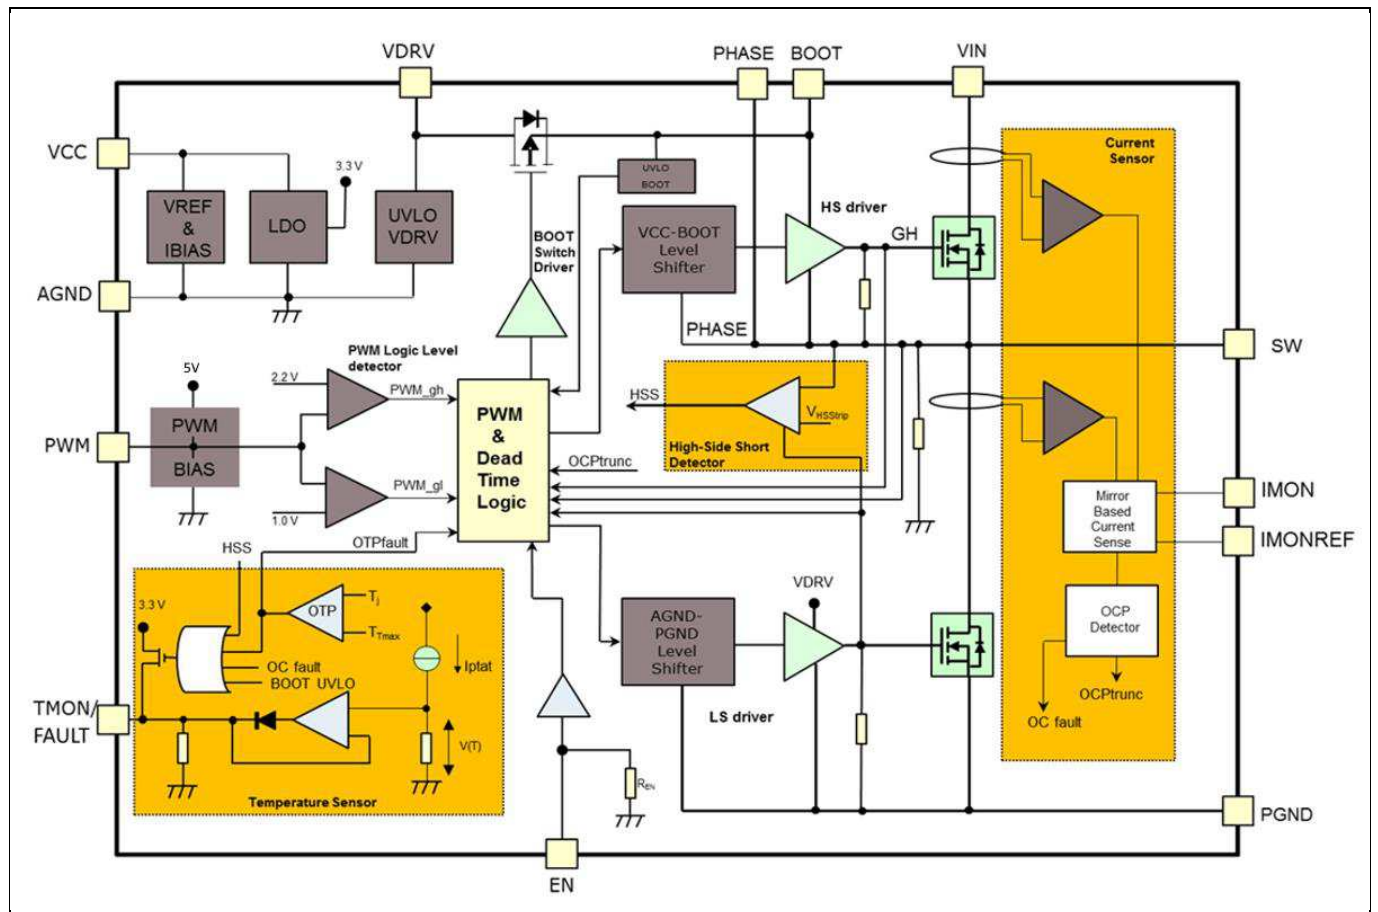 VDRV
PHASE
BOOT
VIN
VCC
3.3 V
VREF
&
IBIAS
LDO
UVLO
VDRV
UVLO
BOOT
Current
Sensor
HS driver
VCC-BOOT
Level
Shifter
GH
BOOT
Switch
Driver
AGND
PHASE
SW
PWM Logic Level
detector
5V
2.2 V
PWM_gh
HSS
VHSStrip
High-Side Short
Detector
PWM
PWM
BIAS
PWM
&
Dead
Time
Logic
OCPtrunc
PWM_gl
1.0 V
IMON
Mirror
Based
Current
Sense
IMONREF
OTPfault
HSS
VDRV
3.3 V
OTP
Tj
TTmax
AGND-
PGND
Level
Shifter
OCP
Detector
OC fault
BOOT UVLO
Iptat
OCPtrunc
OC fault
TMON/
FAULT
LS driver
V(T)
REN
Temperature Sensor
PGND
EN